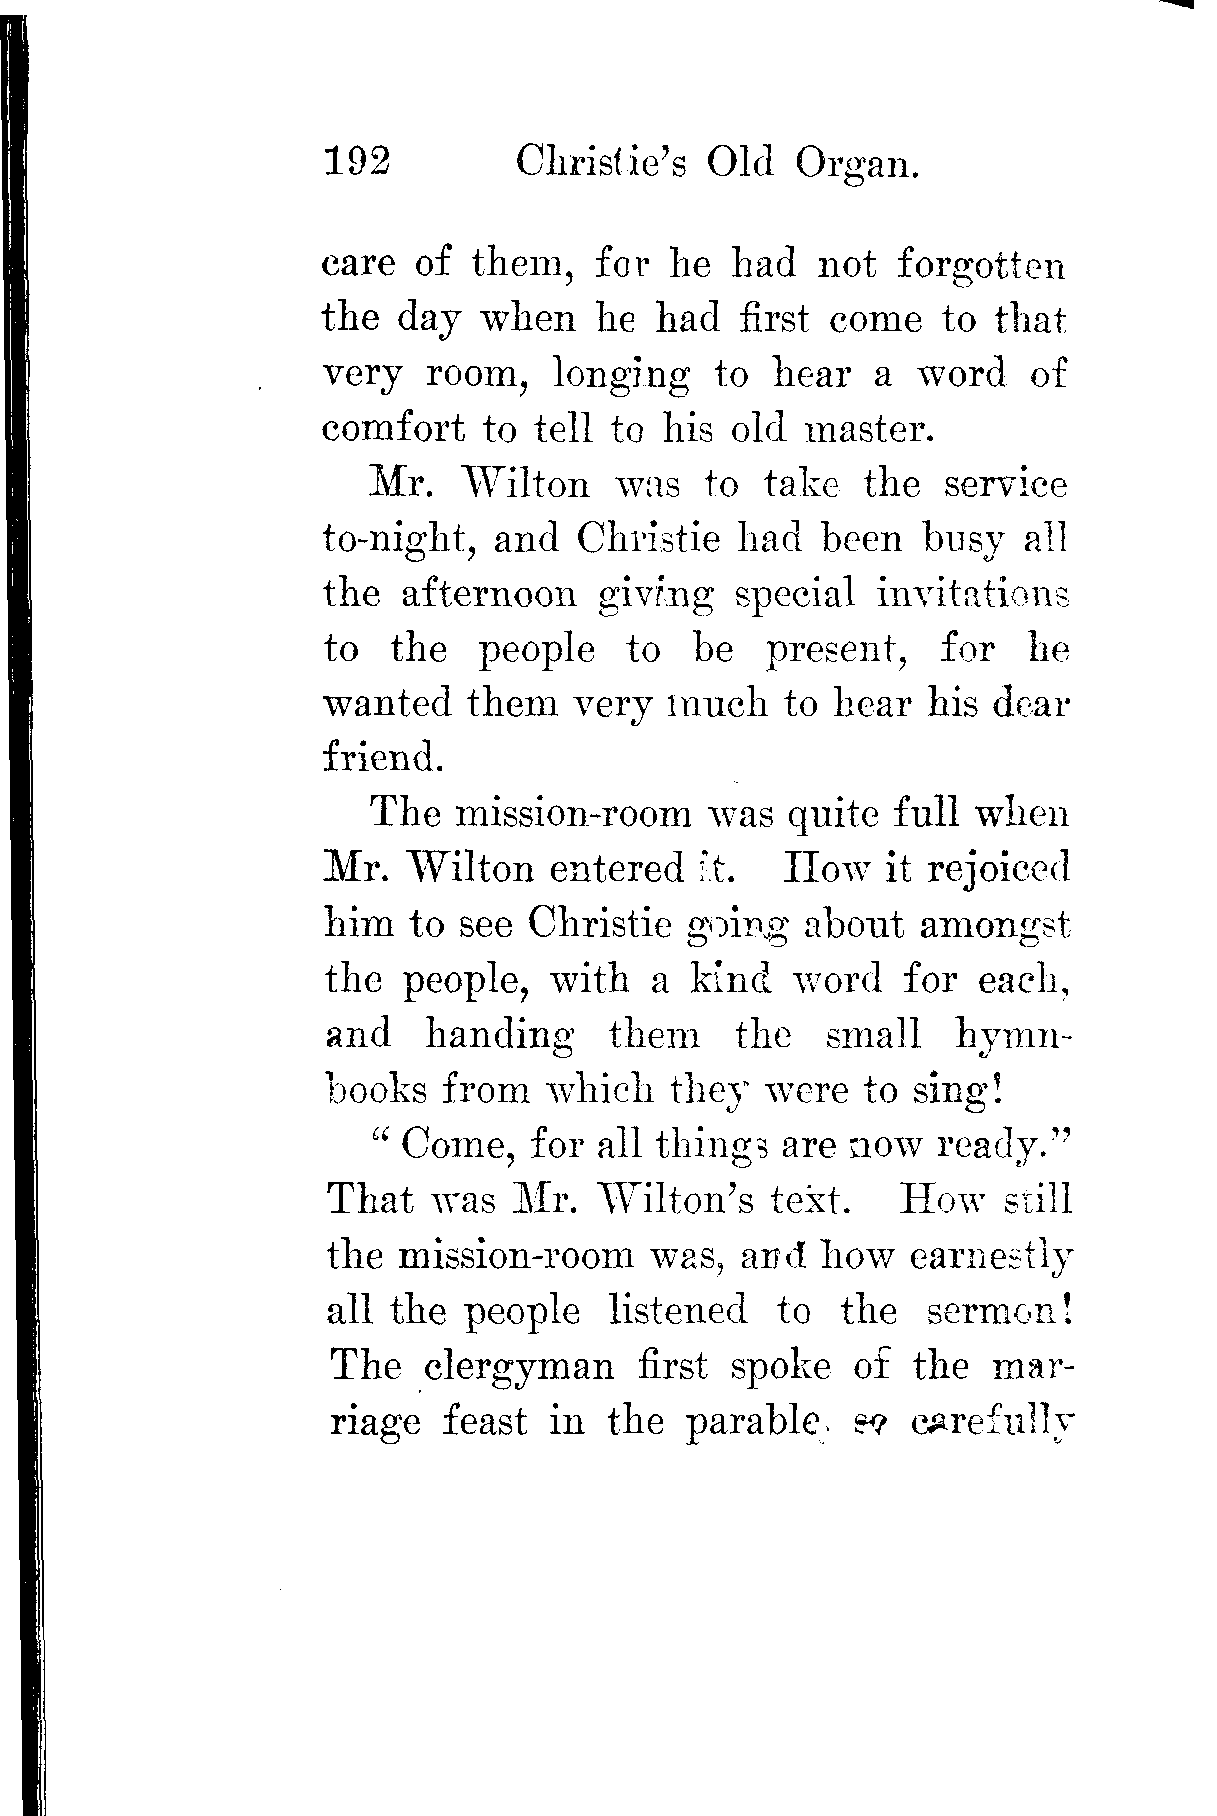 192 Christie's Old Organ.
care of them, for he had not forgotten
the day when he had first come to that
very room, longing to hear a word of
comfort to tell to his old master.
Mr. Wilton was to take the service
to-night, and Christie had been busy all
the afternoon giving special invitations
to the people to be present, for he
wanted them very much to hear his dear
friend.
The mission-room was quite full when
Mr. Wilton entered it. How it rejoiced
him to see Christie going about amongst
the people, with a kind word for each,
and handing them the small hymn-
books from which they were to sing!
“ Come, for all things are now ready.”
That was Mr. Wilton's text. How still
the mission-room was, and how earnestly
all the people listened to the sermon!
The clergyman first spoke of the mar-
riage feast in the parable, so carefully